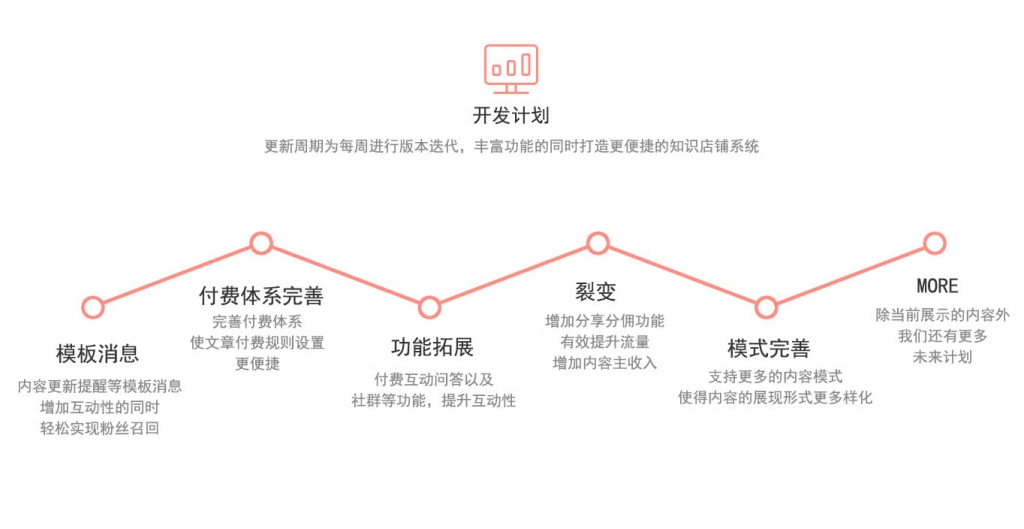 开发计划
更新周期为每周进行版本迭代，丰富功能的同时打造更便捷的知识店铺系统
模板消息
内容更新提醒等模板消息
增加互动性的同时
轻松实现粉丝召回
付费体系完善
完善付费体系
使文章付费规则设置
更便捷
功能拓展
付费互动问答以及
社群等功能，提升互动性
裂变
增加分享分佣功能
有效提升流量
增加内容主收入
模式完善
支持更多的内容模式
使得内容的展现形式更多样化
MORE
除当前展示的内容外
我们还有更多
未来计划